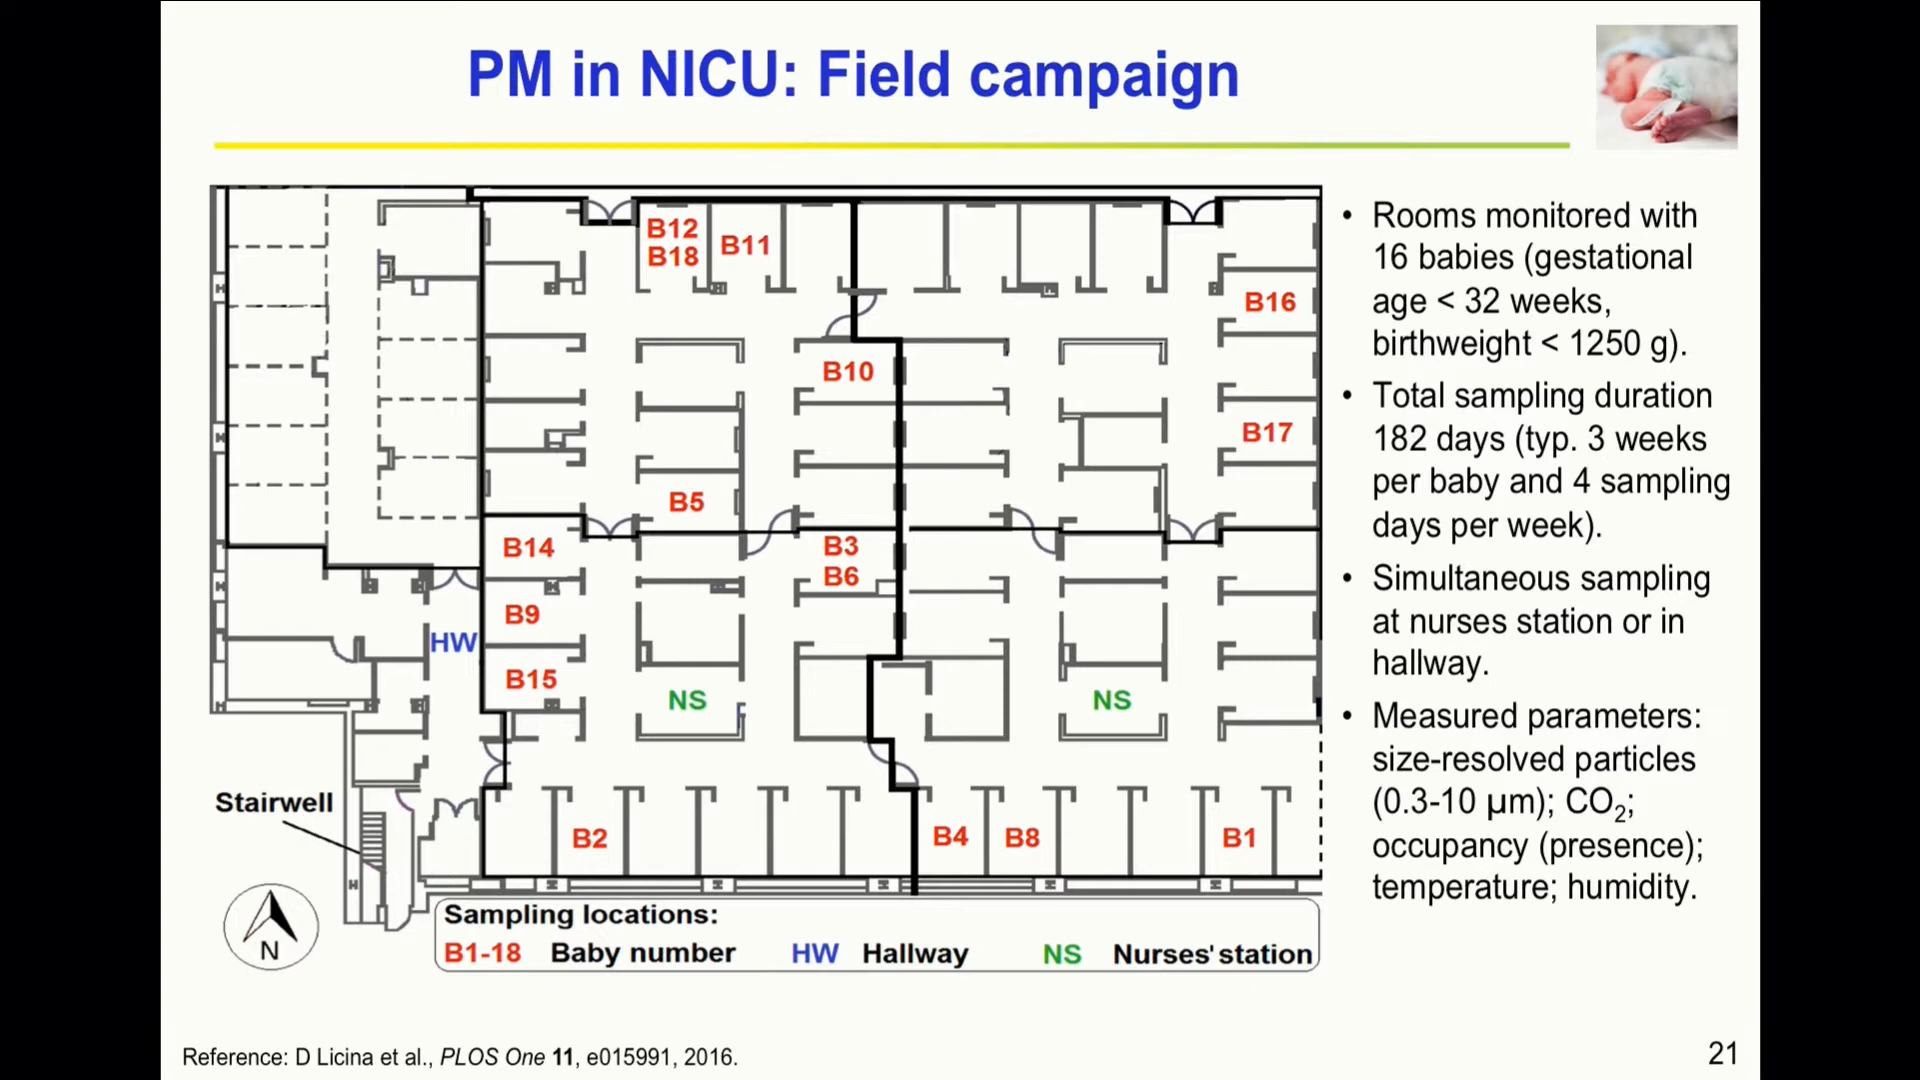 PM in NICU: Field campaign
B12
B18
B11
B16
B10
B17
B5
B14
B3
B6
B9
HW
B15
NS
NS
Stairwell
B2
B4
B8
B1
N
Sampling locations:
B1-18 Baby number HW Hallway NS Nurses' station
• Rooms monitored with
16 babies (gestational
age < 32 weeks,
birthweight < 1250 g).
• Total sampling duration
182 days (typ. 3 weeks
per baby and 4 sampling
days per week).
• Simultaneous sampling
at nurses station or in
hallway.
• Measured parameters:
size-resolved particles
(0.3-10 µm); CO₂;
occupancy (presence);
temperature; humidity.
Reference: D Licina et al., PLOS One 11, e015991, 2016.
21